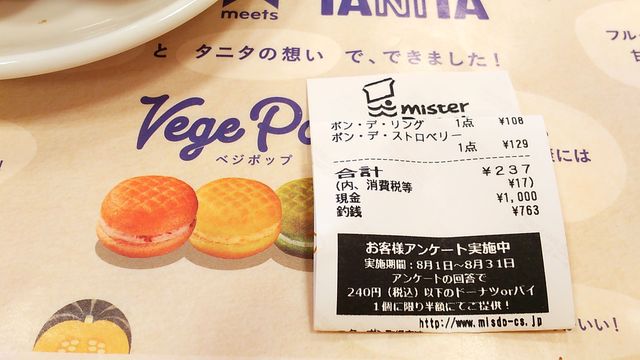 meets TANITA
と タニタの想い で、できました!
フルー
甘
Vege Po
ベジポップ
mister
ポン・デ・リング 1点 ¥108
ポン・デ・ストロベリー
1点 ¥129
合計 ¥237
(内、消費税等 ¥17)
現金 ¥1,000
釣銭 ¥763
には
お客様アンケート実施中
実施期間:8月1日~8月31日
アンケートの回答で
240円(税込)以下のドーナツorパイ
1個に限り半額にてご提供!
http://www.misdo-cs.jp
いい!